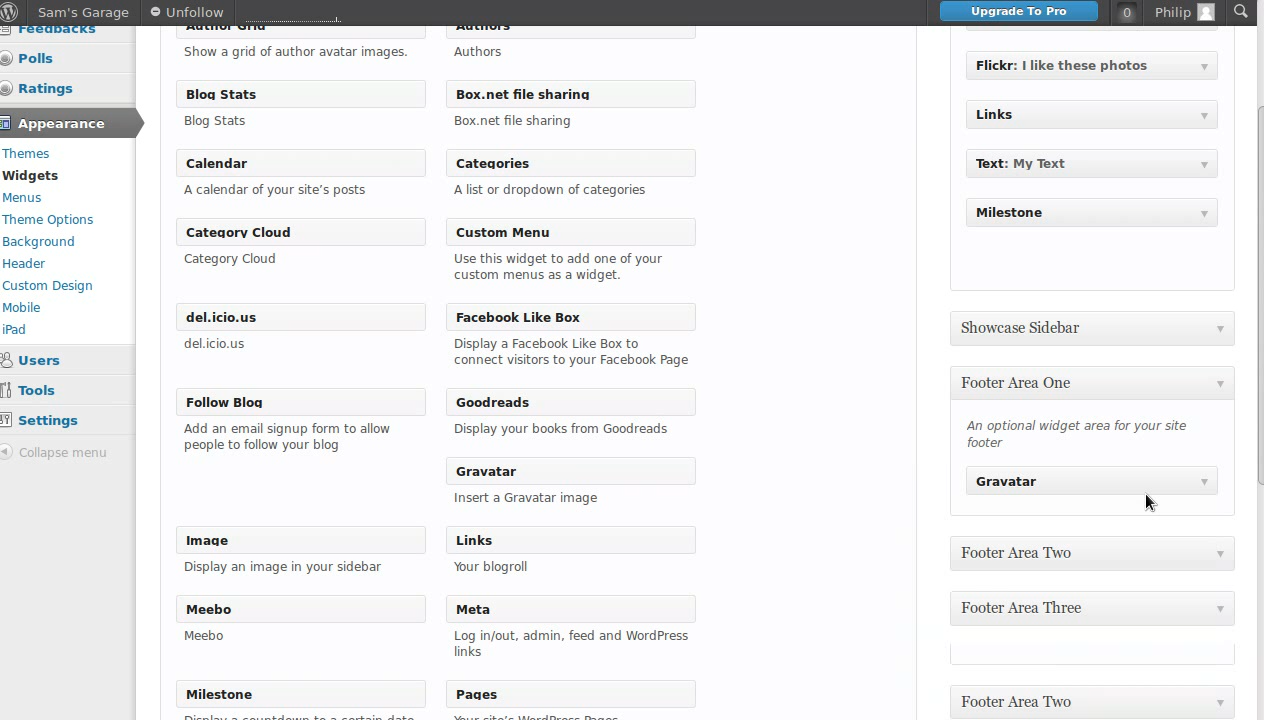 Sam's Garage
Unfollow
Upgrade To Pro
0
Philip
Feedbacks
Polls
Ratings
Appearance
Themes
Widgets
Menus
Theme Options
Background
Header
Custom Design
Mobile
iPad
Users
Tools
Settings
Collapse menu
Author Grid
Show a grid of author avatar images.
Authors
Authors
Blog Stats
Blog Stats
Box.net file sharing
Box.net file sharing
Calendar
A calendar of your site's posts
Categories
A list or dropdown of categories
Category Cloud
Category Cloud
Custom Menu
Use this widget to add one of your
custom menus as a widget.
del.icio.us
del.icio.us
Facebook Like Box
Display a Facebook Like Box to
connect visitors to your Facebook Page
Follow Blog
Add an email signup form to allow
people to follow your blog
Goodreads
Display your books from Goodreads
Gravatar
Insert a Gravatar image
Image
Display an image in your sidebar
Links
Your blogroll
Meebo
Meebo
Meta
Log in/out, admin, feed and WordPress
links
Milestone
Display a countdown to a certain date
Pages
Your site's WordPress Pages
Flickr: I like these photos
Links
Text: My Text
Milestone
Showcase Sidebar
Footer Area One
An optional widget area for your site
footer
Gravatar
Footer Area Two
Footer Area Three
Footer Area Two